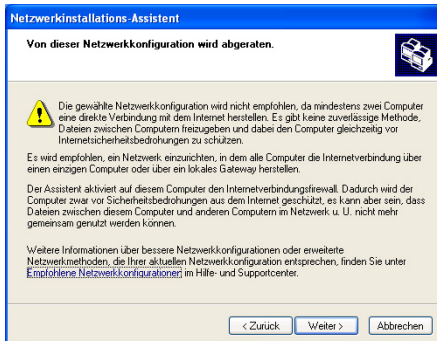 Netzwerkinstallations-Assistent
Von dieser Netzwerkkonfiguration wird abgeraten.
Die gewählte Netzwerkkonfiguration wird nicht empfohlen, da mindestens zwei Computer
eine direkte Verbindung mit dem Internet herstellen. Es gibt keine zuverlässige Methode,
Dateien zwischen Computern freizugeben und dabei den Computer gleichzeitig vor
Internetsicherheitsbedrohungen zu schützen.
Es wird empfohlen, ein Netzwerk einzurichten, in dem alle Computer die Internetverbindung über
einen einzigen Computer oder über ein lokales Gateway herstellen.
Der Assistent aktiviert auf diesem Computer den Internetverbindungsfirewall. Dadurch wird der
Computer zwar vor Sicherheitsbedrohungen aus dem Internet geschützt, es kann aber sein, dass
Dateien zwischen diesem Computer und anderen Computern im Netzwerk u. U. nicht mehr
gemeinsam genutzt werden können.
Weitere Informationen über bessere Netzwerkkonfigurationen oder erweiterte
Netzwerkmethoden, die Ihrer aktuellen Netzwerkkonfiguration entsprechen, finden Sie unter
Empfohlene Netzwerkkonfigurationen im Hilfe- und Supportcenter.
< Zurück Weiter > Abbrechen